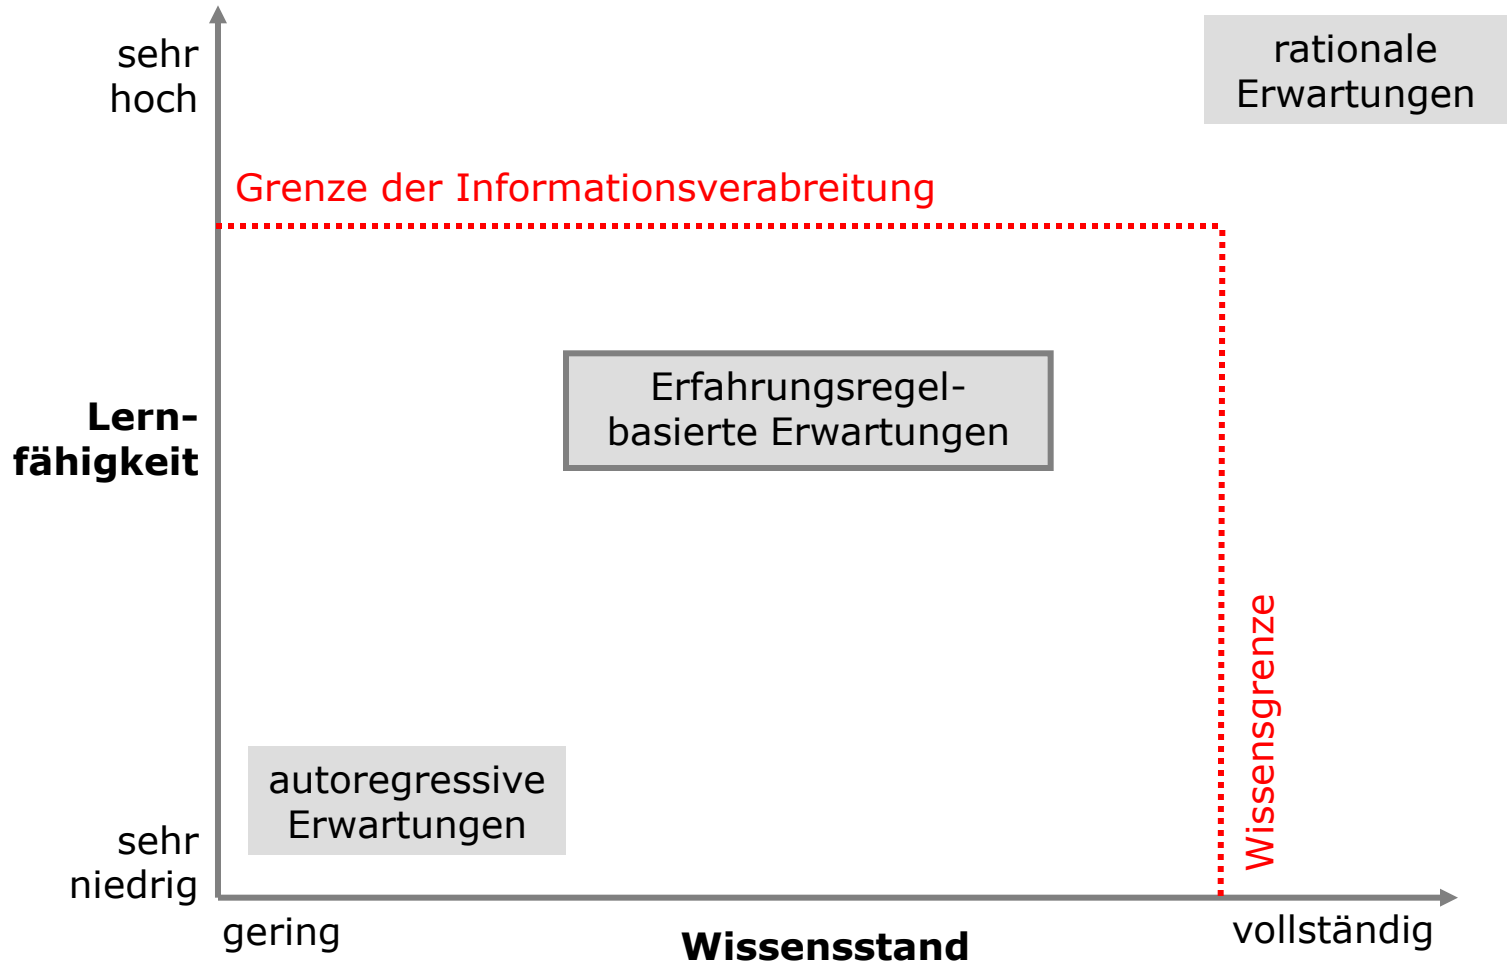 sehr
hoch
rationale
Erwartungen
Grenze der Informationsverabreitung
Erfahrungsregel-
basierte Erwartungen
Lern-
fähigkeit
Wissensgrenze
autoregressive
Erwartungen
sehr
niedrig
gering
Wissensstand
vollständig